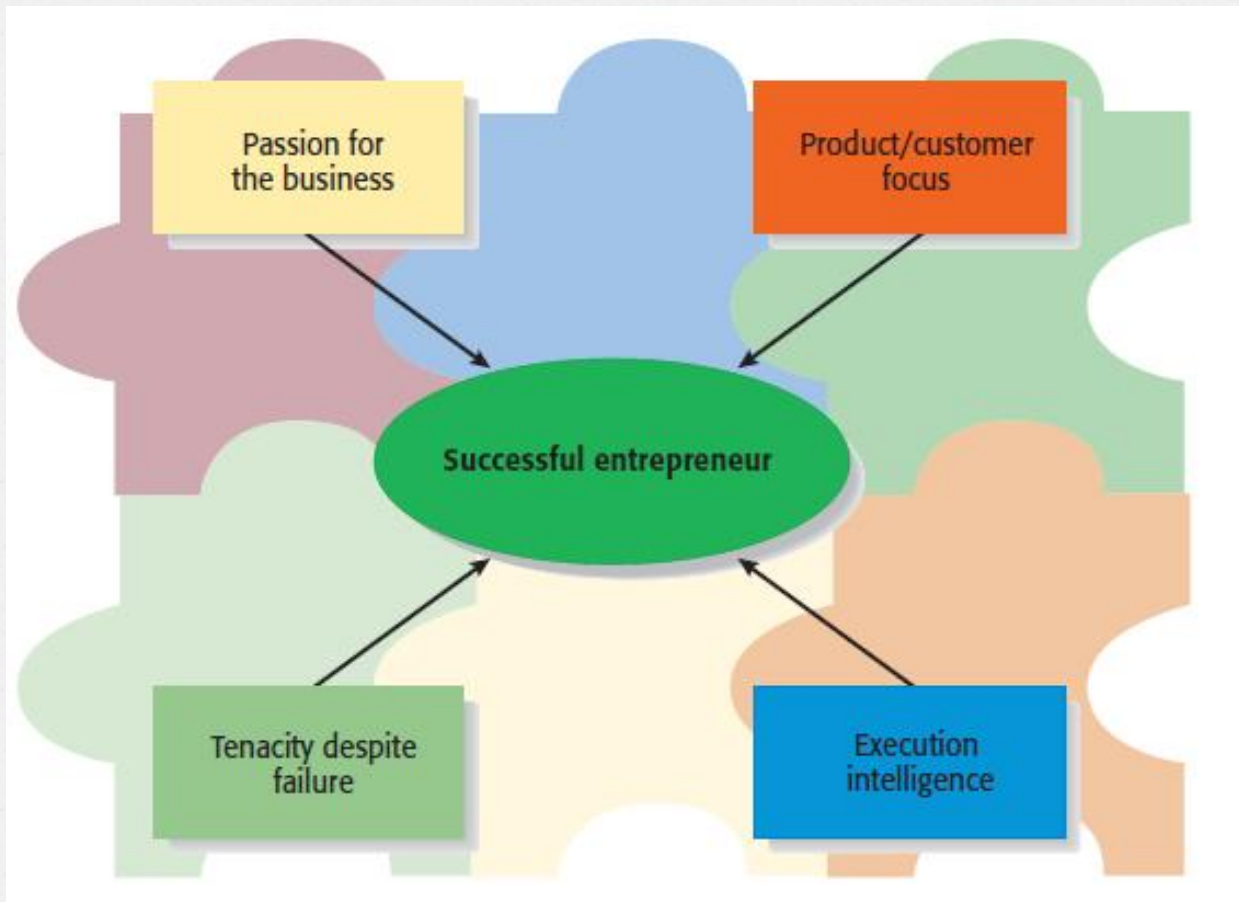 Passion for
the business
Product/customer
focus
Successful entrepreneur
Tenacity despite
failure
Execution
intelligence